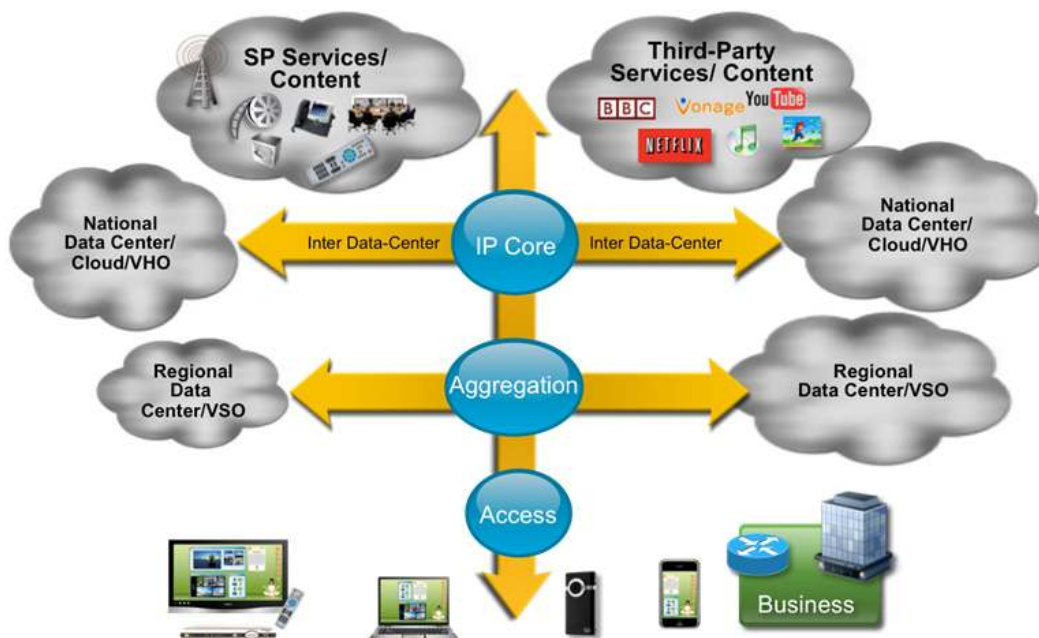 SP Services/
Content
Third-Party
Services/ Content
BBC
Vonage
YouTube
NETFLIX
National
Data Center/
Cloud/VHO
Inter Data-Center
IP Core
Inter Data-Center
National
Data Center/
Cloud/VHO
Regional
Data
Center/VSO
Aggregation
Regional
Data Center/VSO
Access
Business